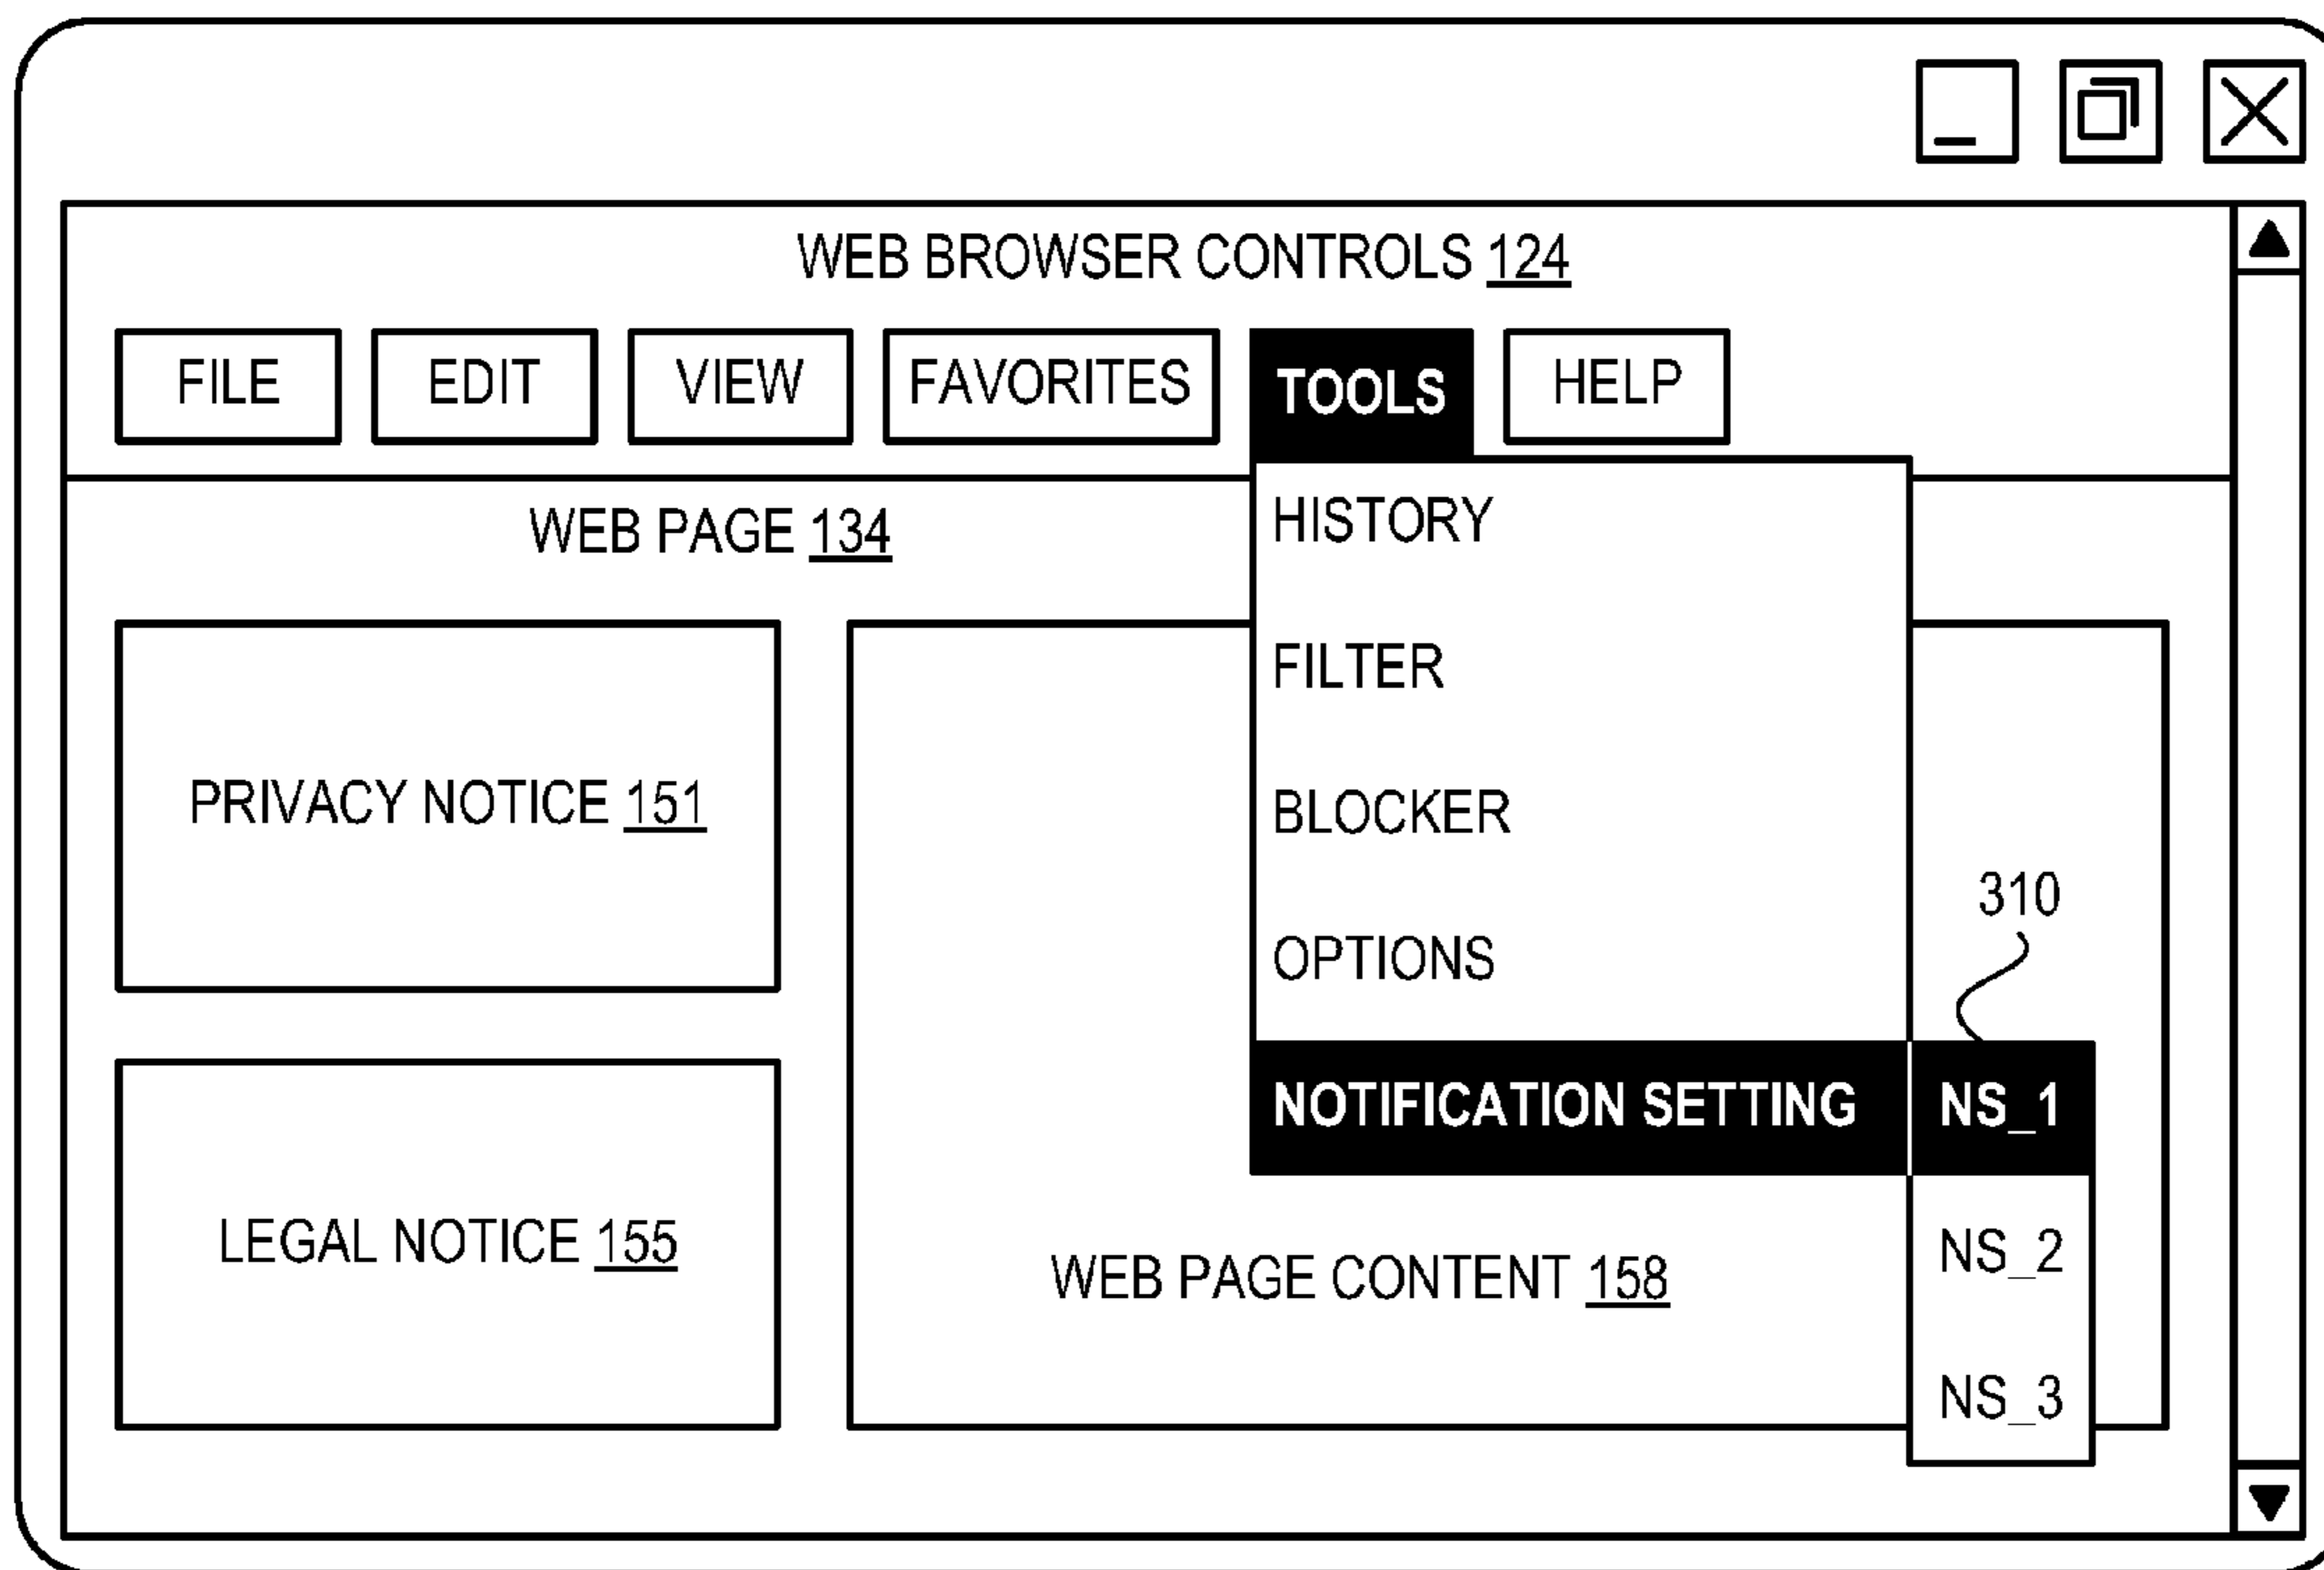 WEB BROWSER CONTROLS 124
FILE EDIT VIEW FAVORITES TOOLS HELP
WEB PAGE 134
HISTORY
FILTER
PRIVACY NOTICE 151
BLOCKER
310
OPTIONS
NOTIFICATION SETTING NS_1
LEGAL NOTICE 155
NS_2
WEB PAGE CONTENT 158
NS_3